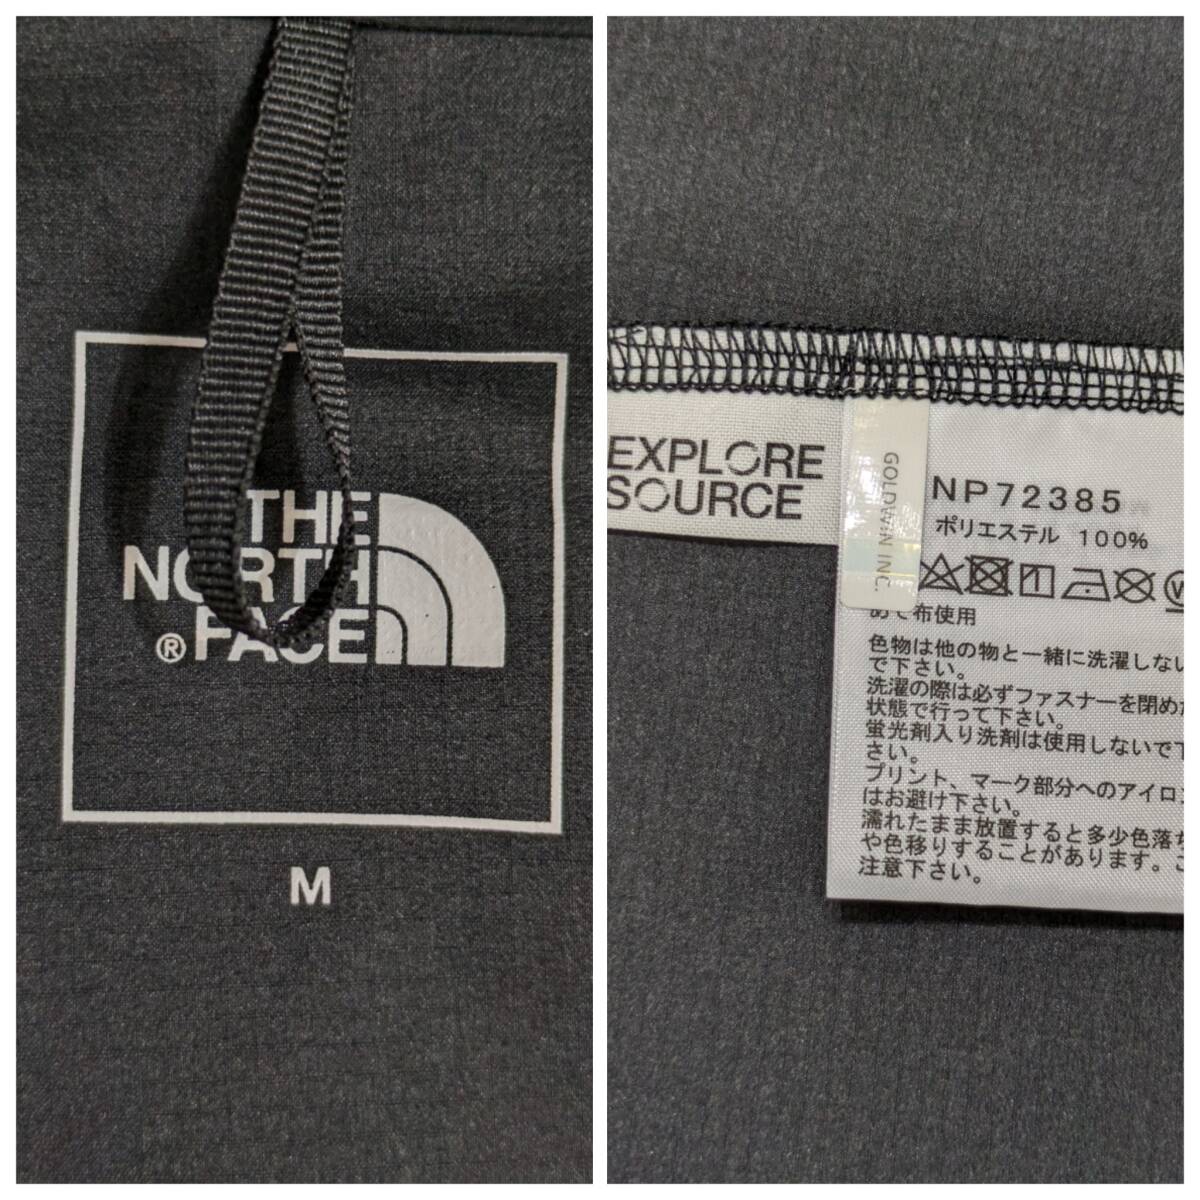 THE
NORTH
® FACE
M
EXPLORE
SOURCE
GOLDWIN INC.
NP72385
ポリエステル 100%
めて布使用
色物は他の物と一緒に洗濯しない
で下さい。
洗濯の際は必ずファスナーを閉めた
状態で行って下さい。
蛍光剤入り洗剤は使用しないで下
さい。
プリント、マーク部分へのアイロン
はお避け下さい。
濡れたまま放置すると多少色落ち
や色移りすることがあります。ご
注意下さい。